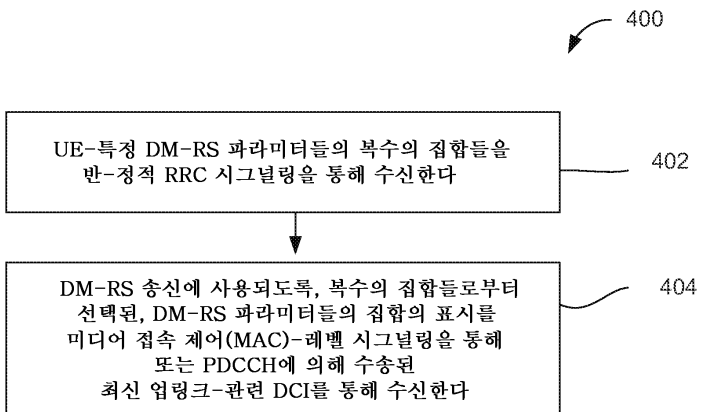 400
UE-특정 DM-RS 파라미터들의 복수의 집합들을
반-정적 RRC 시그널링을 통해 수신한다
402
DM-RS 송신에 사용되도록, 복수의 집합들로부터
선택된, DM-RS 파라미터들의 집합의 표시를
미디어 접속 제어(MAC)-레벨 시그널링을 통해
또는 PDCCH에 의해 수송된
최신 업링크-관련 DCI를 통해 수신한다
404